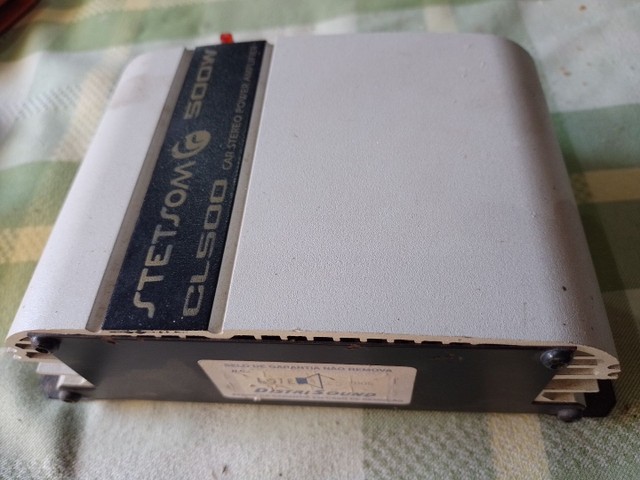 STETSOM 500W
CL500 CAR STEREO POWER AMPLIFIER
SELO DE GARANTIA NÃO REMOVA
DISTRISOUND